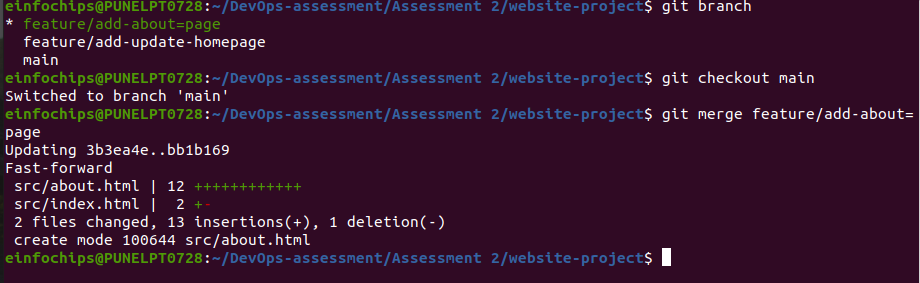 einfochips@PUNELPT0728:~/DevOps-assessment/Assessment 2/website-project$ git branch
* feature/add-about=page
  feature/add-update-homepage
  main
einfochips@PUNELPT0728:~/DevOps-assessment/Assessment 2/website-project$ git checkout main
Switched to branch 'main'
einfochips@PUNELPT0728:~/DevOps-assessment/Assessment 2/website-project$ git merge feature/add-about=
page
Updating 3b3ea4e..bb1b169
Fast-forward
 src/about.html | 12 ++++++++++++
 src/index.html |  2 +-
 2 files changed, 13 insertions(+), 1 deletion(-)
 create mode 100644 src/about.html
einfochips@PUNELPT0728:~/DevOps-assessment/Assessment 2/website-project$